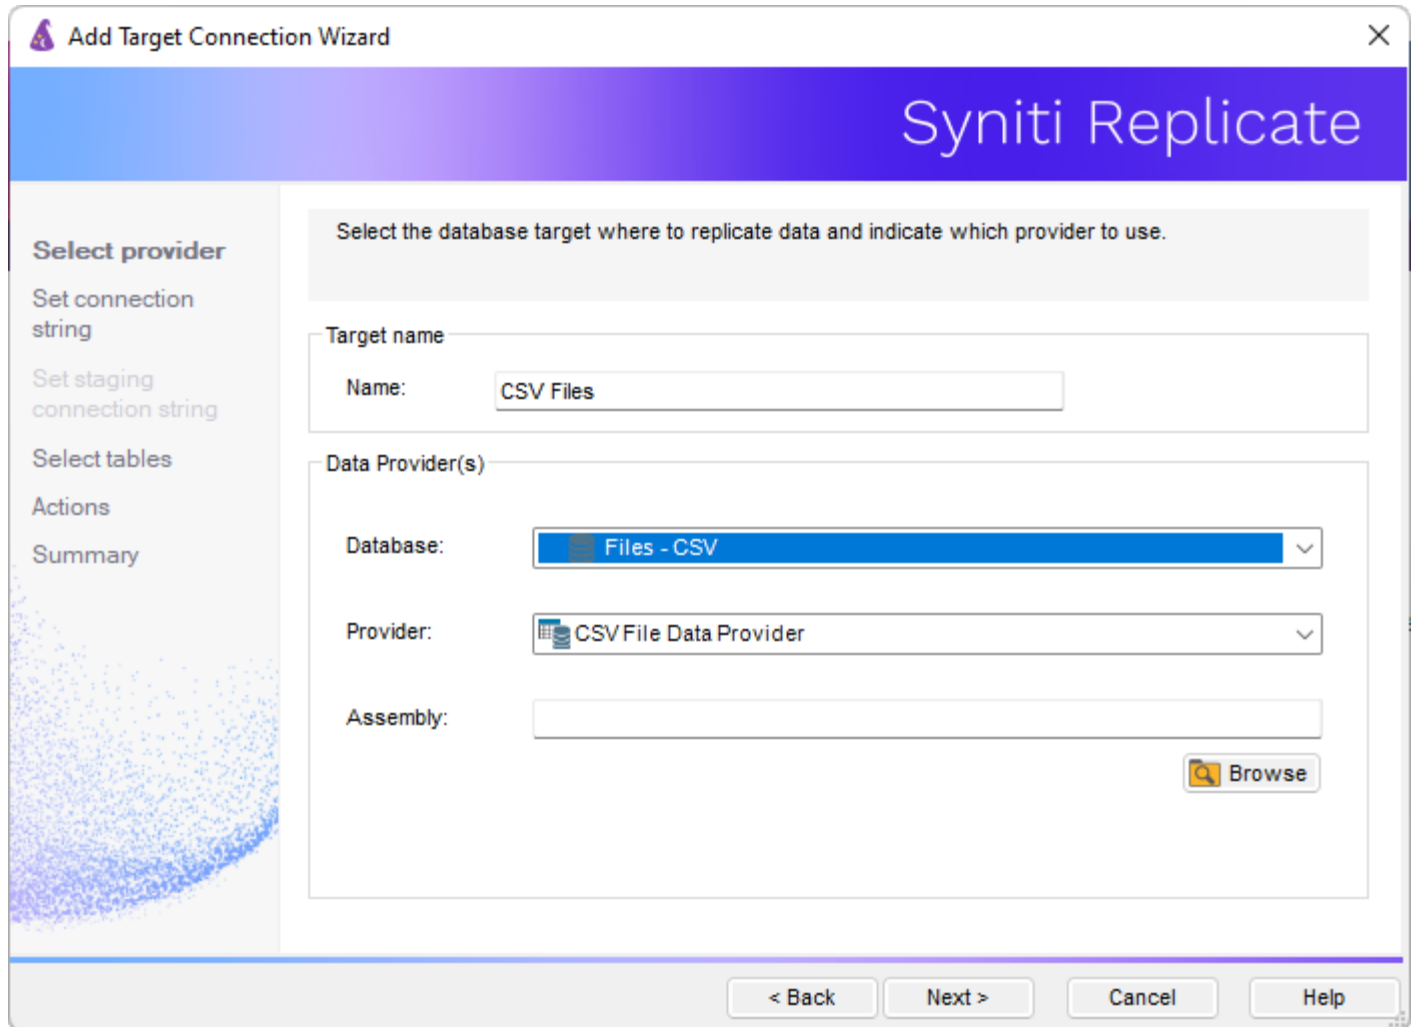 Add Target Connection Wizard
Syniti Replicate
Select provider
Set connection
string
Set staging
connection string
Select tables
Actions
Summary
Select the database target where to replicate data and indicate which provider to use.
Target name
Name:
CSV Files
Data Provider(s)
Database:
Files - CSV
Provider:
CSV File Data Provider
Assembly:
Browse
< Back
Next >
Cancel
Help